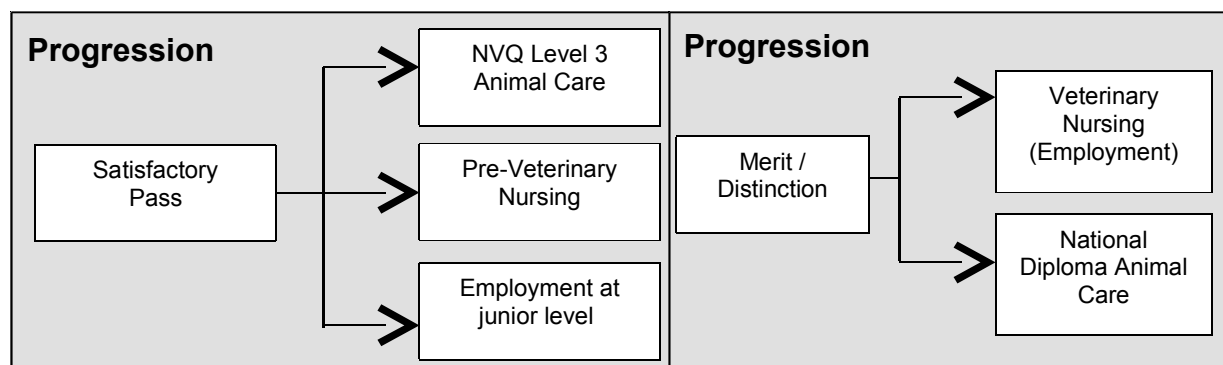 Progression
Satisfactory
Pass
NVQ Level 3
Animal Care
Pre-Veterinary
Nursing
Employment at
junior level
Progression
Merit /
Distinction
Veterinary
Nursing
(Employment)
National
Diploma Animal
Care